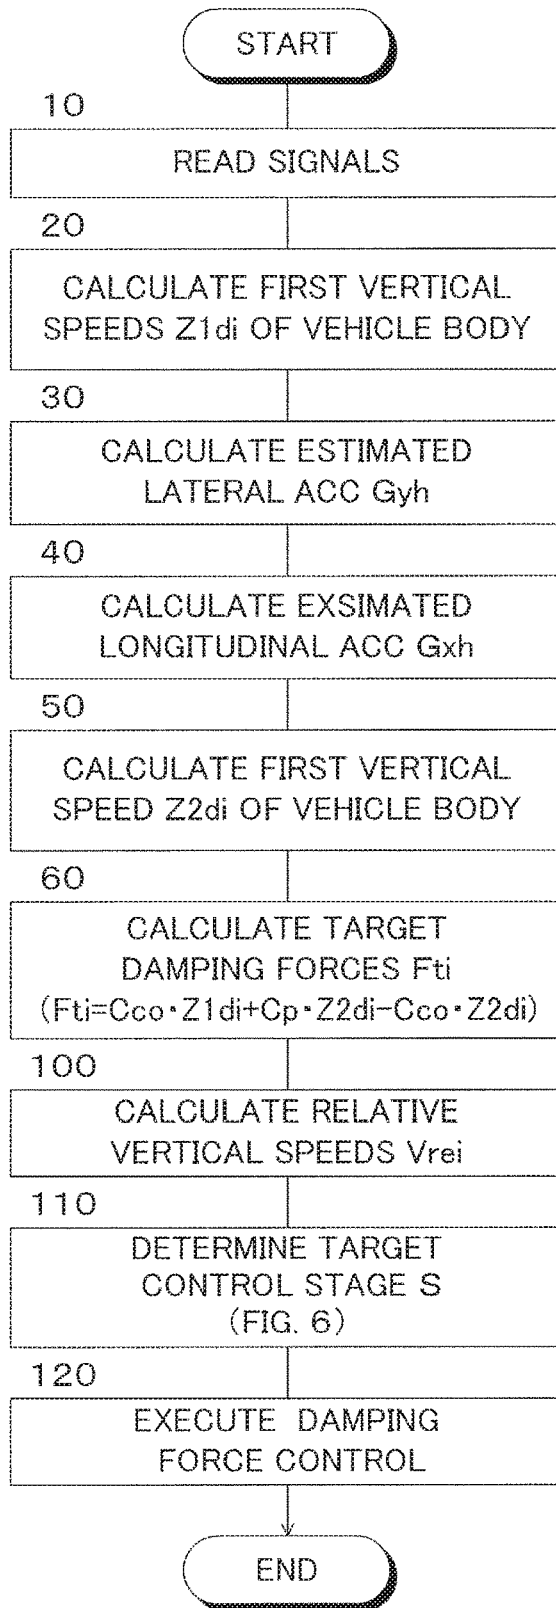 START
10
READ SIGNALS
20
CALCULATE FIRST VERTICAL
SPEEDS Z1di OF VEHICLE BODY
30
CALCULATE ESTIMATED
LATERAL ACC Gyh
40
CALCULATE EXSIMATED
LONGITUDINAL ACC Gxh
50
CALCULATE FIRST VERTICAL
SPEED Z2di OF VEHICLE BODY
60
CALCULATE TARGET
DAMPING FORCES Fti
(Fti=Cco・Z1di+Cp・Z2di−Cco・Z2di)
100
CALCULATE RELATIVE
VERTICAL SPEEDS Vrei
110
DETERMINE TARGET
CONTROL STAGE S
(FIG. 6)
120
EXECUTE DAMPING
FORCE CONTROL
END